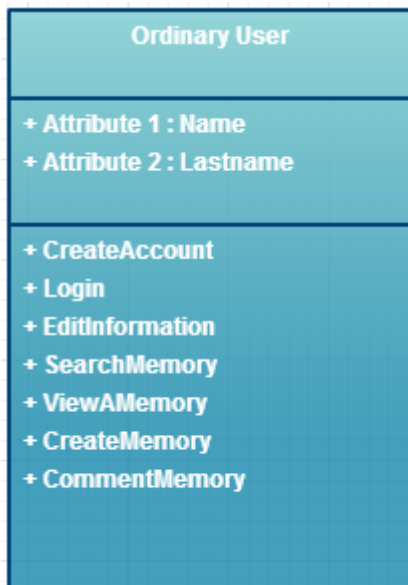 Ordinary User
+ Attribute 1 : Name
+ Attribute 2 : Lastname
+ CreateAccount
+ Login
+ EditInformation
+ SearchMemory
+ ViewAMemory
+ CreateMemory
+ CommentMemory